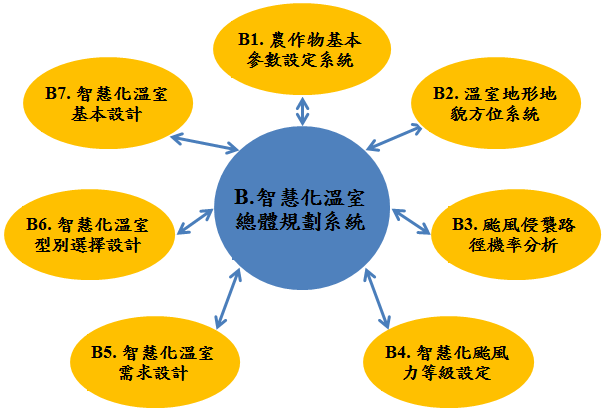 B1. 農作物基本
參數設定系統
B7. 智慧化溫室
基本設計
B2. 溫室地形地
貌方位系統
B.智慧化溫室
總體規劃系統
B6. 智慧化溫室
型別選擇設計
B3. 颱風侵襲路
徑機率分析
B5. 智慧化溫室
需求設計
B4. 智慧化颱風
力等級設定